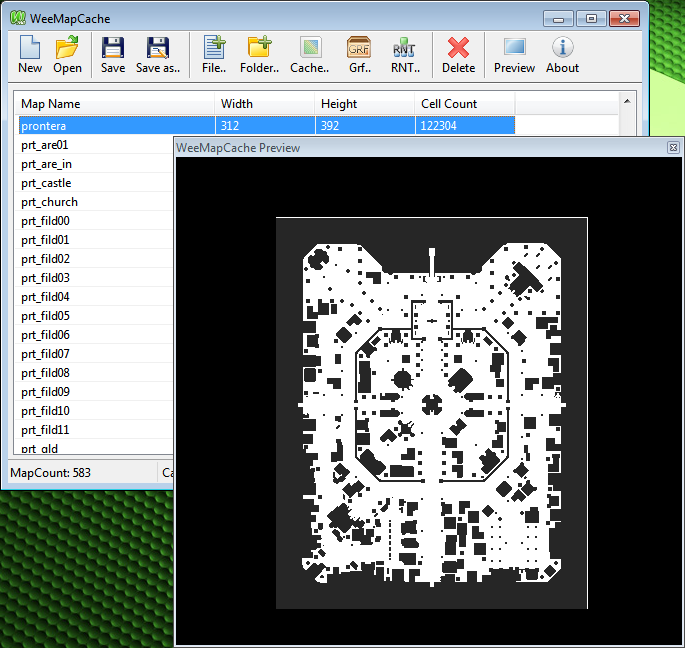 WeeMapCache
New Open Save Save as.. File.. Folder.. Cache.. Grf.. RNT.. Delete Preview About
GRF RNT
Map Name Width Height Cell Count
prontera 312 392 122304
prt_are01
WeeMapCache Preview
prt_are_in
prt_castle
prt_church
prt_fild00
prt_fild01
prt_fild02
prt_fild03
prt_fild04
prt_fild05
prt_fild06
prt_fild07
prt_fild08
prt_fild09
prt_fild10
prt_fild11
prt_gld
MapCount: 583 Ca